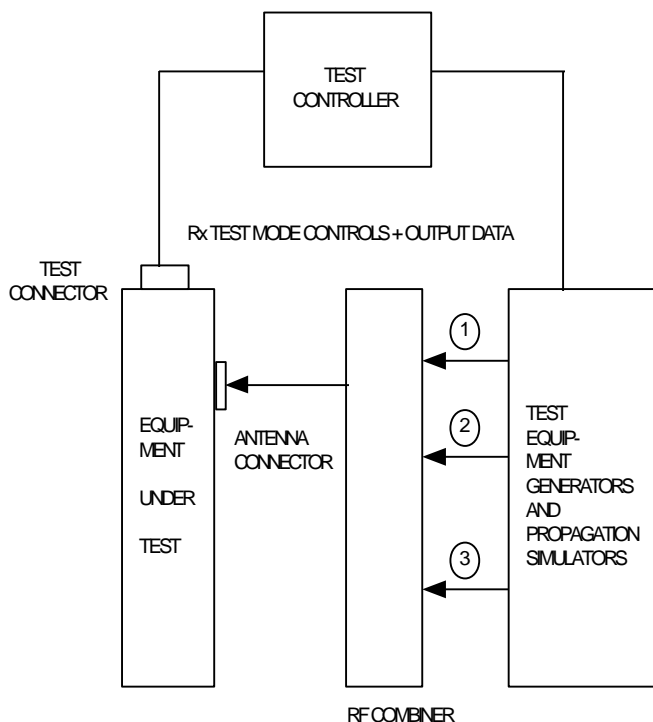 TEST
CONTROLLER
Rx TEST MODE CONTROLS + OUTPUT DATA
TEST
CONNECTOR
1
2
3
EQUIP-
MENT
UNDER
TEST
ANTENNA
CONNECTOR
TEST
EQUIP-
MENT
GENERATORS
AND
PROPAGATION
SIMULATORS
RF COMBINER